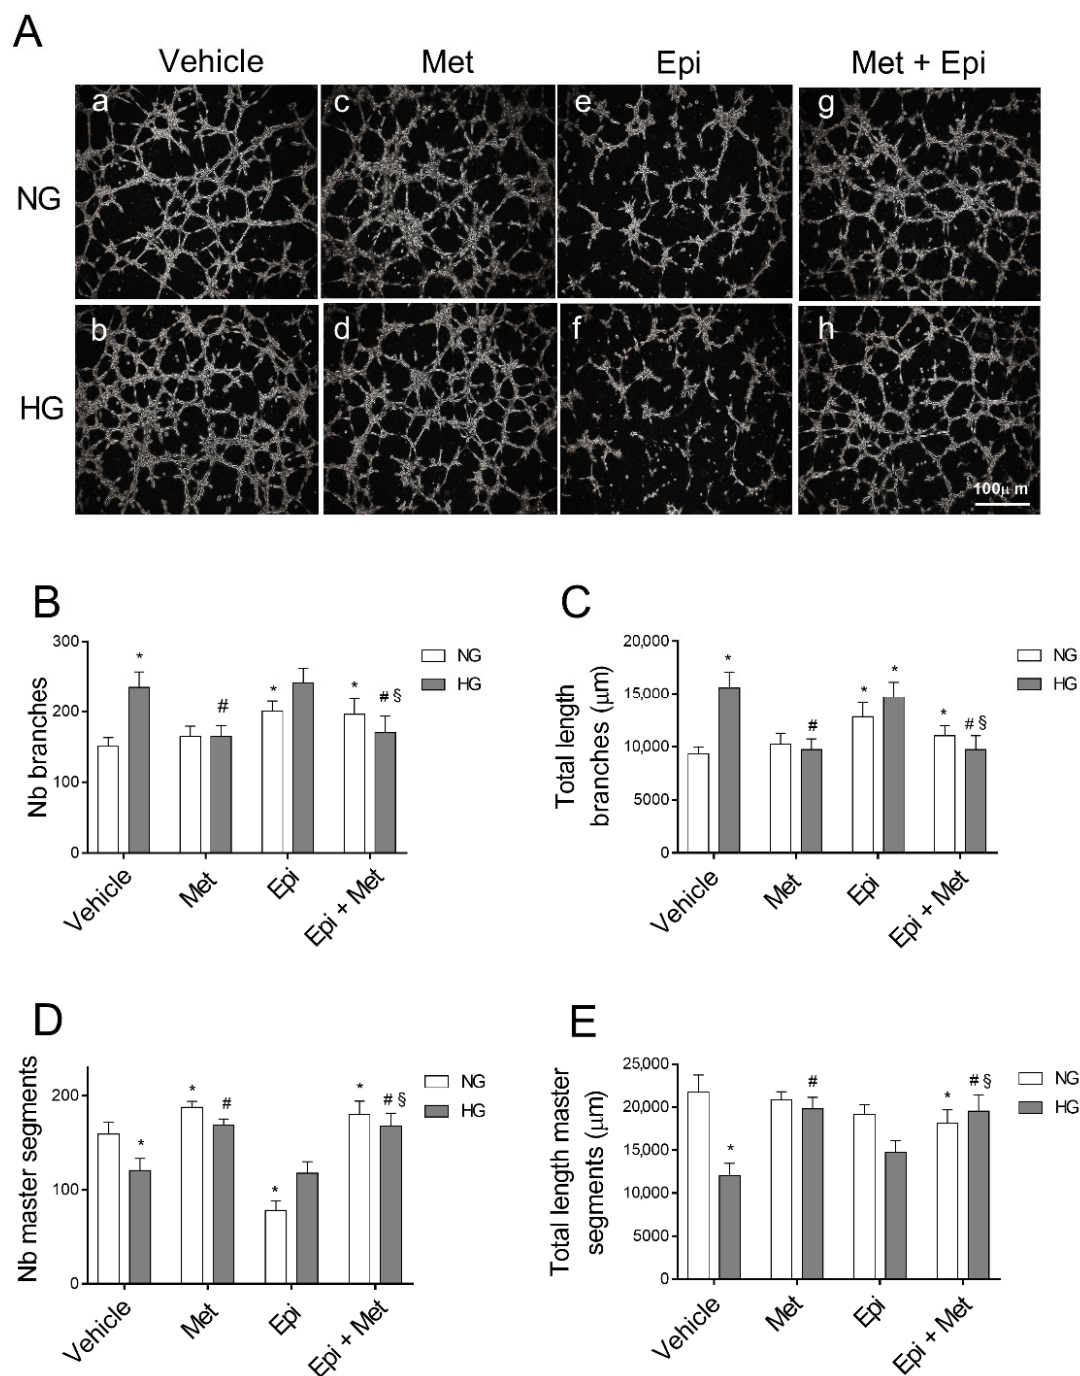 A
Vehicle Met Epi Met + Epi
a c e g
NG
b d f h
HG
100μ m
B
Nb branches
300
200
100
0
* # * * # §
NG
HG
Vehicle Met Epi Epi + Met
C
Total length
branches (μm)
20,000
15,000
10,000
5000
0
* # * * * # §
NG
HG
Vehicle Met Epi Epi + Met
D
Nb master segments
200
100
0
* * # * * # §
NG
HG
Vehicle Met Epi Epi + Met
E
Total length master
segments (μm)
25,000
20,000
15,000
10,000
5000
0
* # * # §
NG
HG
Vehicle Met Epi Epi + Met